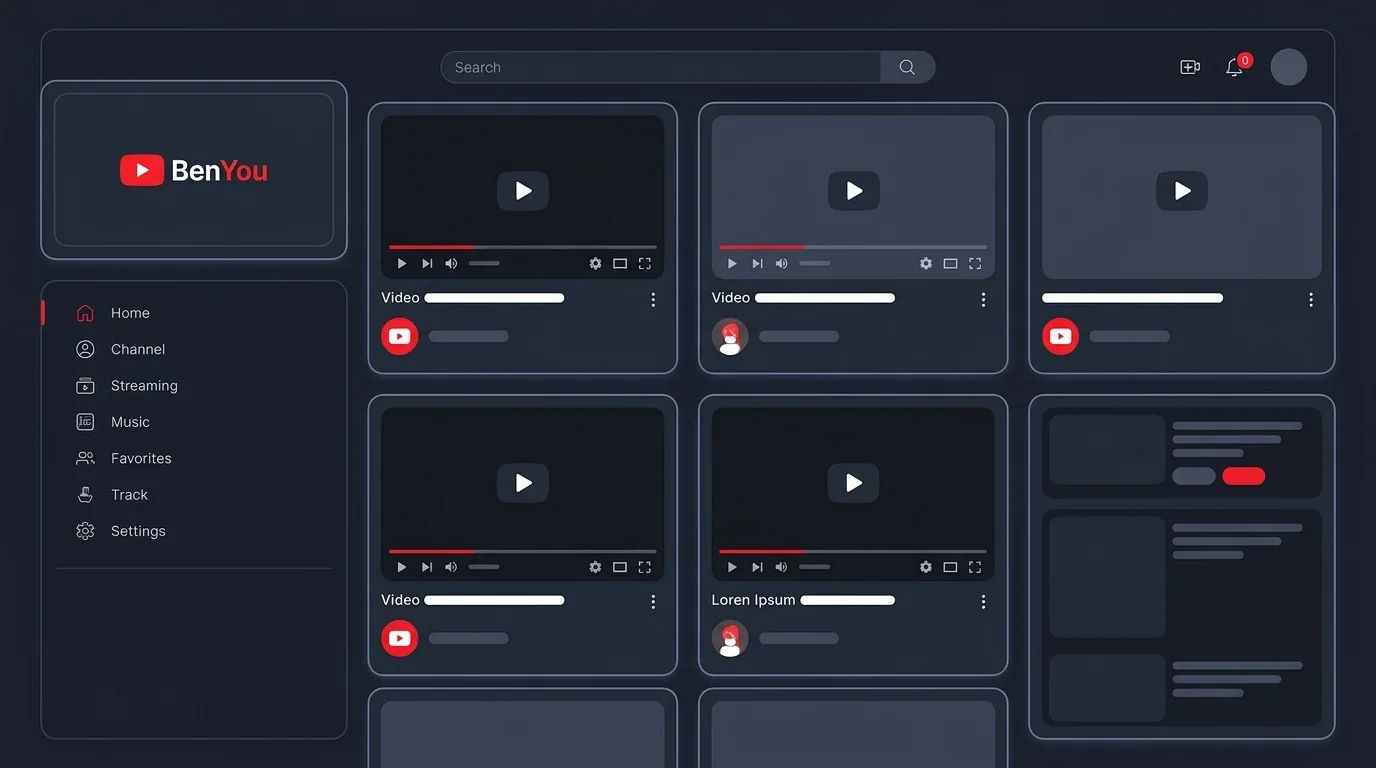 Search
0
BenYou
Home
Channel
Streaming
Music
Favorites
Track
Settings
Video
Video
Video
Loren Ipsum